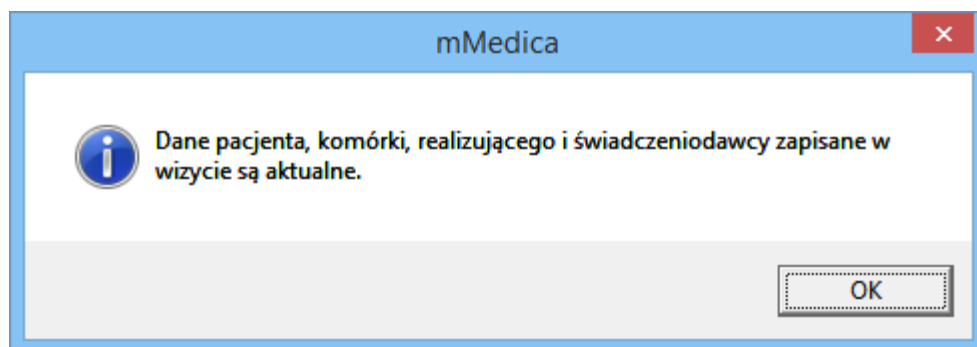 mMedica
Dane pacjenta, komórki, realizującego i świadczeniodawcy zapisane w
wizycie są aktualne.
OK